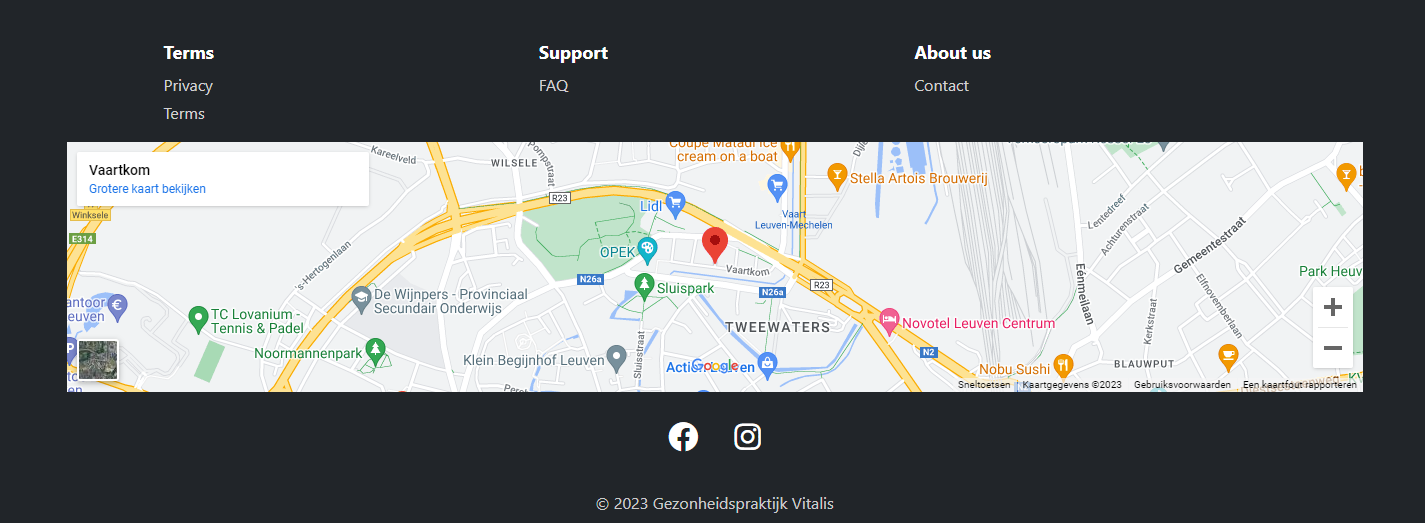 Terms
Support
About us
Privacy
FAQ
Contact
Terms
Vaartkom
Grotere kaart bekijken
Kareelveld
WILSELE
Pompstraat
Coupe Matadi Ice
cream on a boat
Stella Artois Brouwerij
Winksele
E314
R23
Lidl
Vaart
Leuven-Mechelen
Lentedreef
Achturenstraat
Gemeentestraat
OPEK
Vaartkom
's-Hertogenlaan
N26a
Sluispark
N26a
R23
Eénmeilaan
Elfnovemberlaan
Park Heuv
De Wijnpers - Provinciaal
Secundair Onderwijs
TC Lovanium -
Tennis & Padel
TWEEWATERS
Novotel Leuven Centrum
Kerkstraat
Noormannenpark
Klein Begijnhof Leuven
Sluisstraat
Google
N2
Nobu Sushi
BLAUWPUT
Sneltoetsen
Kaartgegevens ©2023
Gebruiksvoorwaarden
Een kaartfout rapporteren
© 2023 Gezonheidspraktijk Vitalis